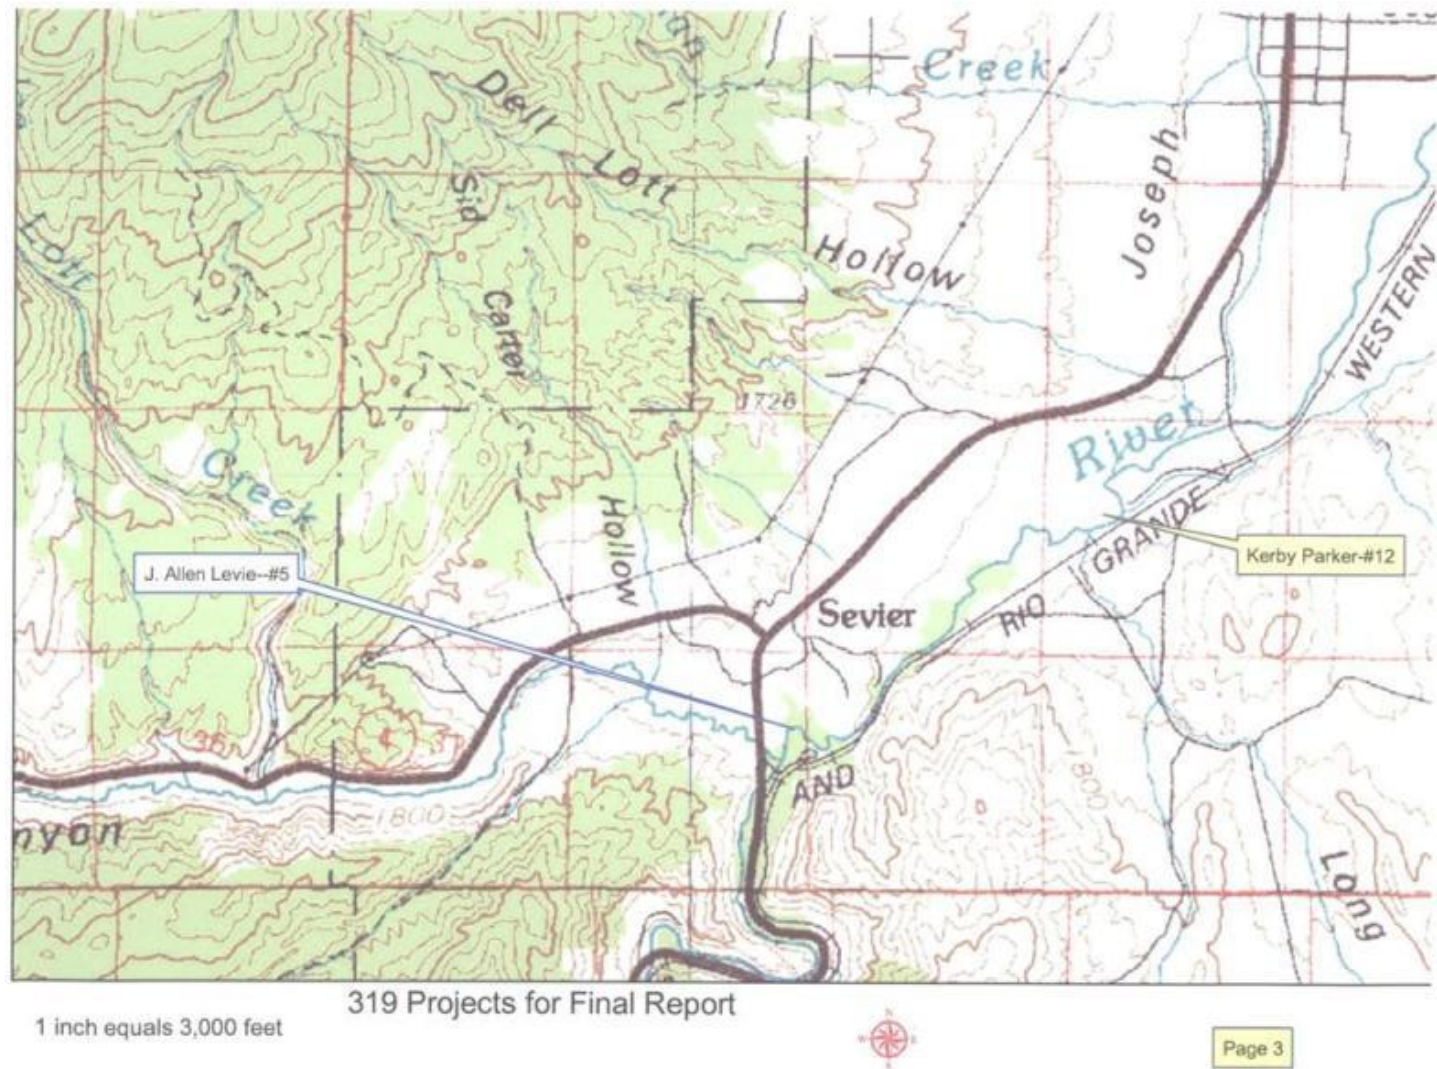 Creek
Dell
Lott
Hollow
Sid
Carter
Hollow
Joseph
Lott
Creek
1726
River
WESTERN
GRANDE
RIO
AND
Kerby Parker-#12
J. Allen Levie--#5
Sevier
36
1800
1800
nyon
Long
319 Projects for Final Report
1 inch equals 3,000 feet
N
W
E
S
Page 3